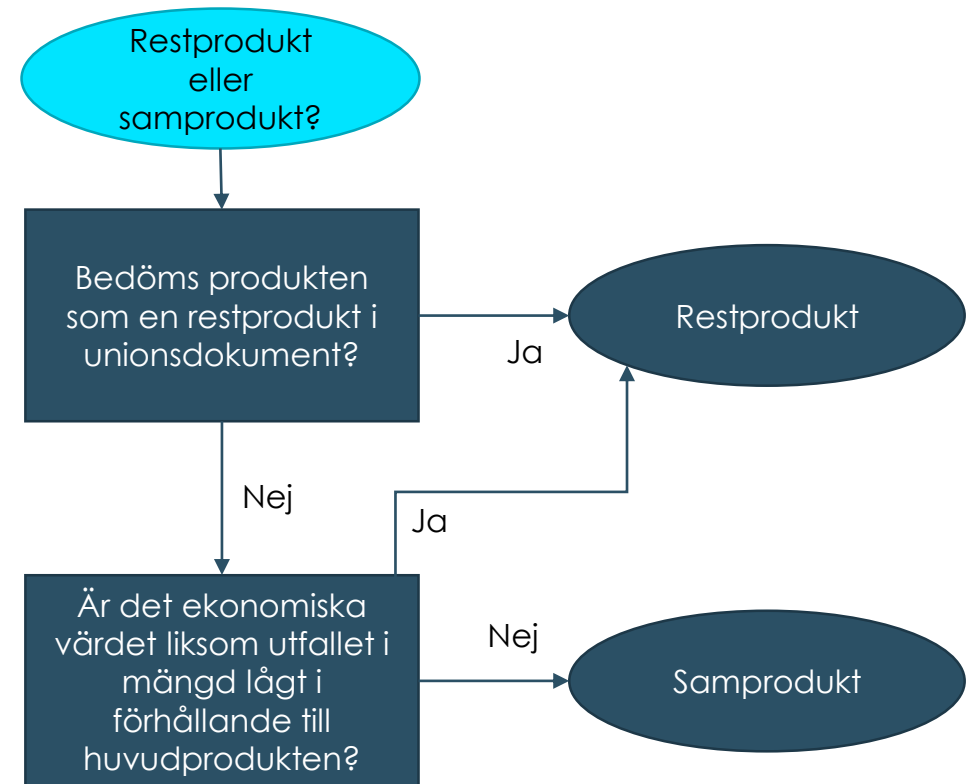 Restprodukt
eller
samprodukt?
Bedöms produkten
som en restprodukt i
unionsdokument?
Ja
Restprodukt
Nej
Ja
Är det ekonomiska
värdet liksom utfallet i
mängd lågt i
förhållande till
huvudprodukten?
Nej
Samprodukt